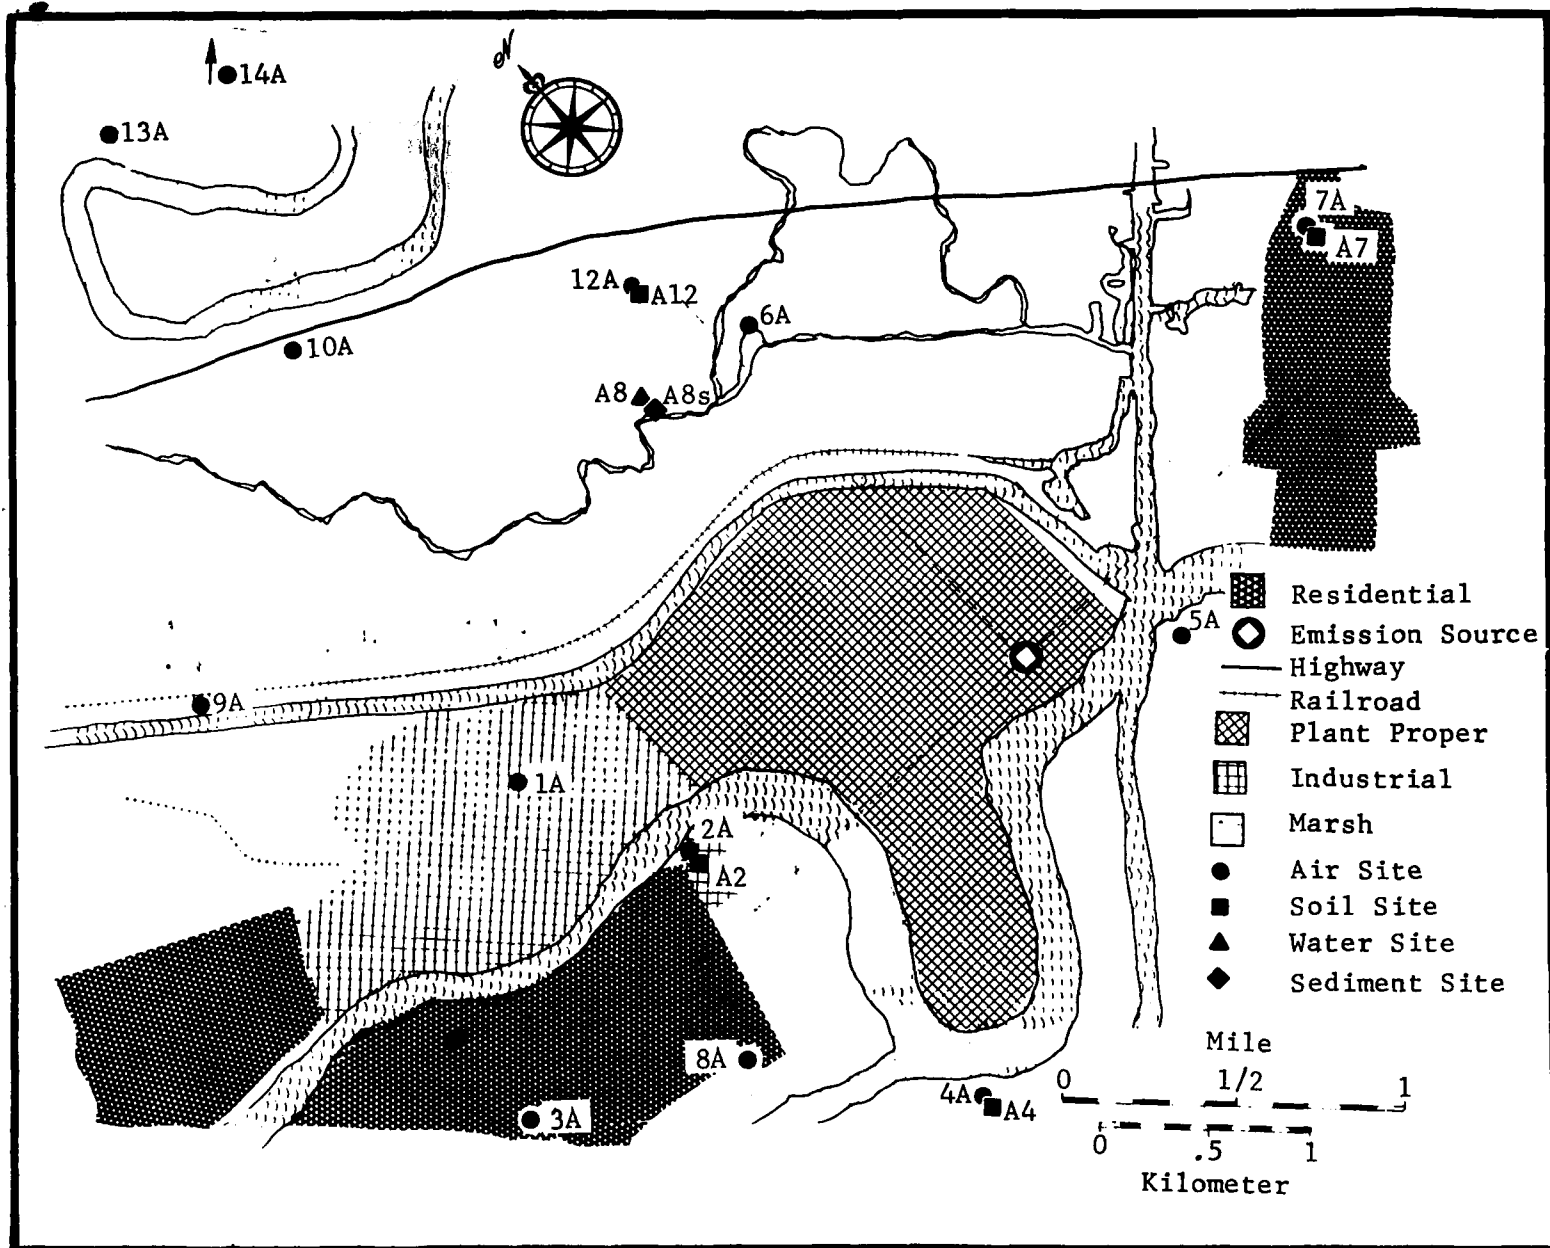 N
14A
13A
7A
A7
12A
A12
6A
10A
A8
A8s
Residential
5A
Emission Source
Highway
9A
Railroad
Plant Proper
1A
Industrial
2A
Marsh
A2
Air Site
Soil Site
Water Site
Sediment Site
Mile
8A
0 1/2 1
4A
A4
3A
0 .5 1
Kilometer